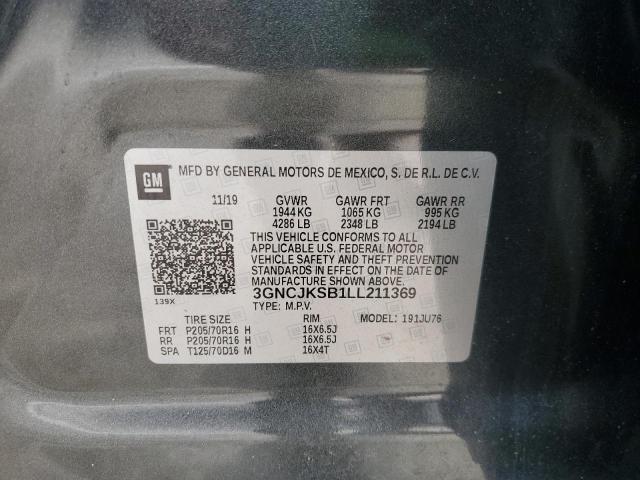 GM
MFD BY GENERAL MOTORS DE MEXICO, S. DE R.L. DE C.V.
11/19 GVWR GAWR FRT GAWR RR
1944 KG 1065 KG 995 KG
4286 LB 2348 LB 2194 LB
THIS VEHICLE CONFORMS TO ALL
APPLICABLE U.S. FEDERAL MOTOR
VEHICLE SAFETY AND THEFT PREVENTION
STANDARDS IN EFFECT ON THE DATE OF
MANUFACTURE SHOWN ABOVE.
3GNCJKSB1LL211369
139X
TYPE: M.P.V.
TIRE SIZE RIM MODEL: 191JU76
FRT P205/70R16 H 16X6.5J
RR P205/70R16 H 16X6.5J
SPA T125/70D16 M 16X4T